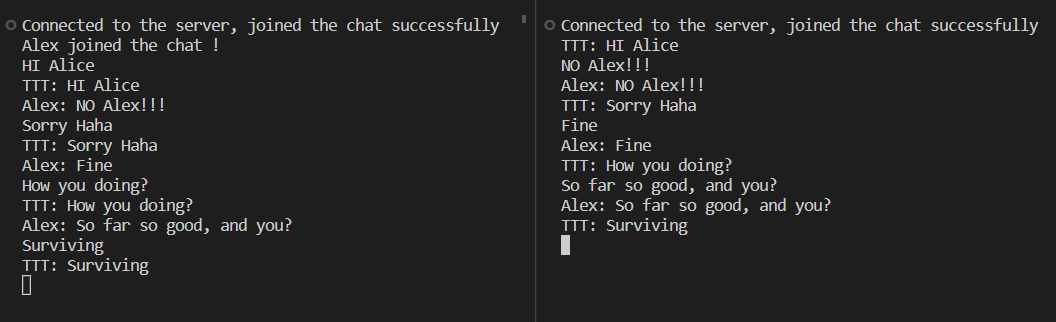 Connected to the server, joined the chat successfully
Alex joined the chat !
HI Alice
TTT: HI Alice
Alex: NO Alex!!!
Sorry Haha
TTT: Sorry Haha
Alex: Fine
How you doing?
TTT: How you doing?
Alex: So far so good, and you?
Surviving
TTT: Surviving
Connected to the server, joined the chat successfully
TTT: HI Alice
NO Alex!!!
Alex: NO Alex!!!
TTT: Sorry Haha
Fine
Alex: Fine
TTT: How you doing?
So far so good, and you?
Alex: So far so good, and you?
TTT: Surviving